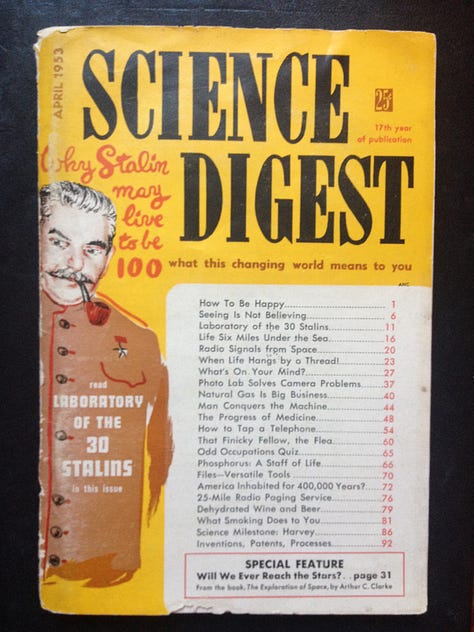 APRIL 1953
SCIENCE
DIGEST
25¢
17th year
of publication
Why Stalin
may
live
to be
100
what this changing world means to you
ANC
How To Be Happy 1
Seeing Is Not Believing 6
Laboratory of the 30 Stalins 11
Life Six Miles Under the Sea 16
Radio Signals from Space 20
When Life Hangs by a Thread! 23
What's On Your Mind? 27
Photo Lab Solves Camera Problems 37
Natural Gas Is Big Business 40
Man Conquers the Machine 44
The Progress of Medicine 48
How to Tap a Telephone 54
That Finicky Fellow, the Flea 60
Odd Occupations Quiz 65
Phosphorus: A Staff of Life 66
Files—Versatile Tools 70
America Inhabited for 400,000 Years? 72
25-Mile Radio Paging Service 76
Dehydrated Wine and Beer 79
What Smoking Does to You 81
Science Milestone: Harvey 86
Inventions, Patents, Processes 92
SPECIAL FEATURE
Will We Ever Reach the Stars? . . page 31
From the book, The Exploration of Space, by Arthur C. Clarke
read
LABORATORY
OF THE
30
STALINS
in this issue